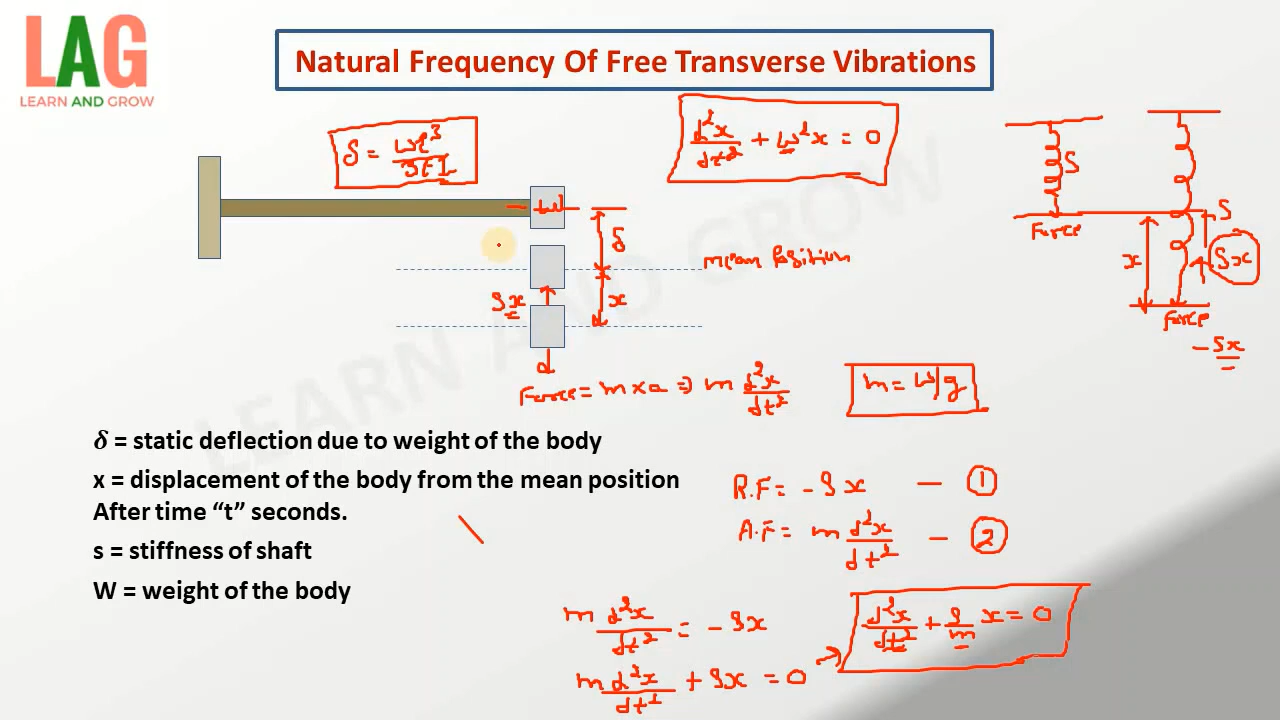 LAG
LEARN AND GROW
Natural Frequency Of Free Transverse Vibrations
δ = Wl³/3EI
d²x/dt² + ω²x = 0
S
Force
S
x
Sx
Force
-Sx
W
δ
mean Position
Sx
x
Force = m x a => m d²x/dt²
m = W/g
LEARN AND GROW
δ = static deflection due to weight of the body
x = displacement of the body from the mean position
After time “t” seconds.
s = stiffness of shaft
W = weight of the body
R.F = - Sx — 1
A.F = m d²x/dt² — 2
m d²x/dt² = - Sx
m d²x/dt² + Sx = 0
d²x/dt² + S/m x = 0